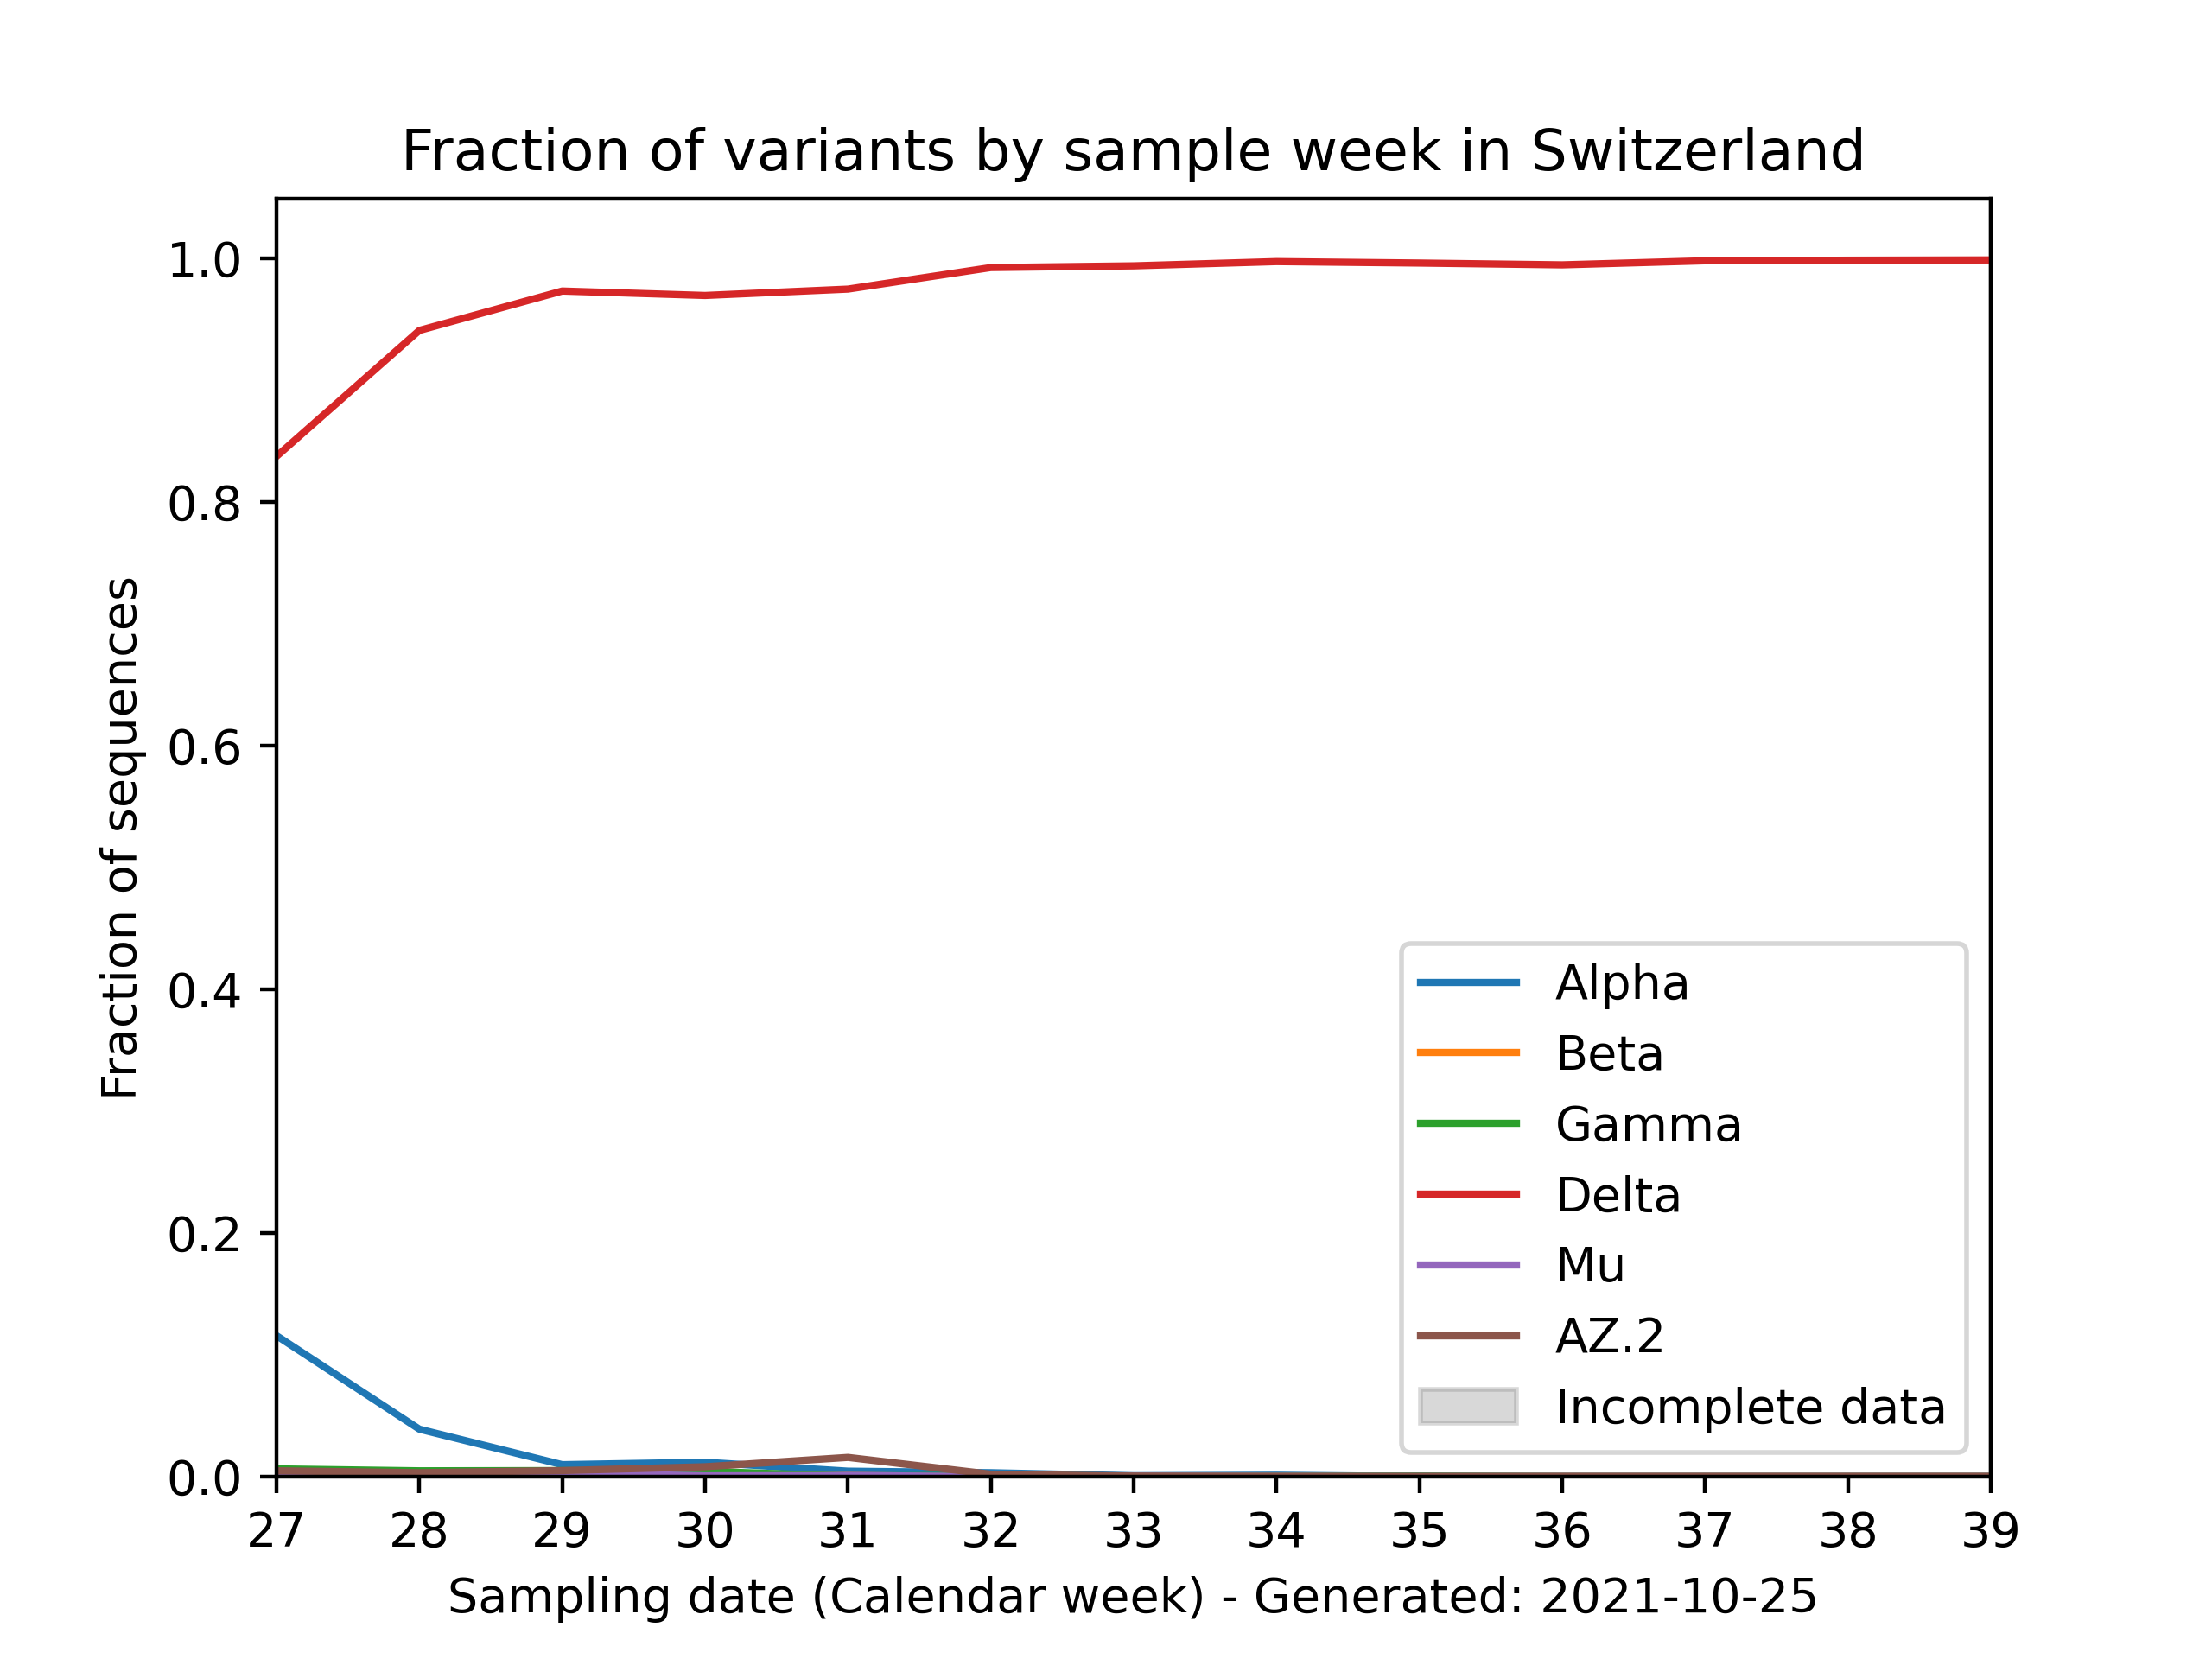 Fraction of variants by sample week in Switzerland
Fraction of sequences
1.0
0.8
0.6
0.4
0.2
0.0
Alpha
Beta
Gamma
Delta
Mu
AZ.2
Incomplete data
27 28 29 30 31 32 33 34 35 36 37 38 39
Sampling date (Calendar week) - Generated: 2021-10-25